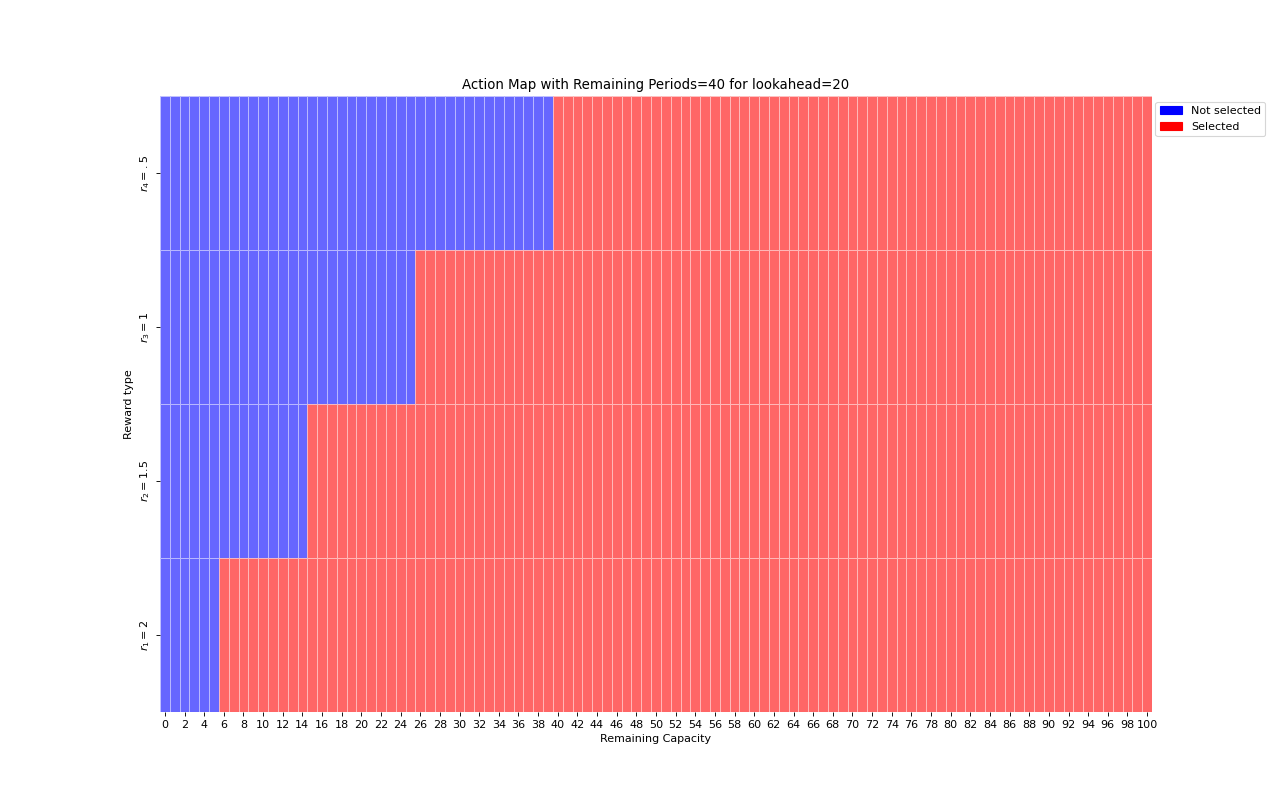 Action Map with Remaining Periods=40 for lookahead=20
Not selected
Selected
Reward type
r₄ = .5
r₃ = 1
r₂ = 1.5
r₁ = 2
0 2 4 6 8 10 12 14 16 18 20 22 24 26 28 30 32 34 36 38 40 42 44 46 48 50 52 54 56 58 60 62 64 66 68 70 72 74 76 78 80 82 84 86 88 90 92 94 96 98 100
Remaining Capacity